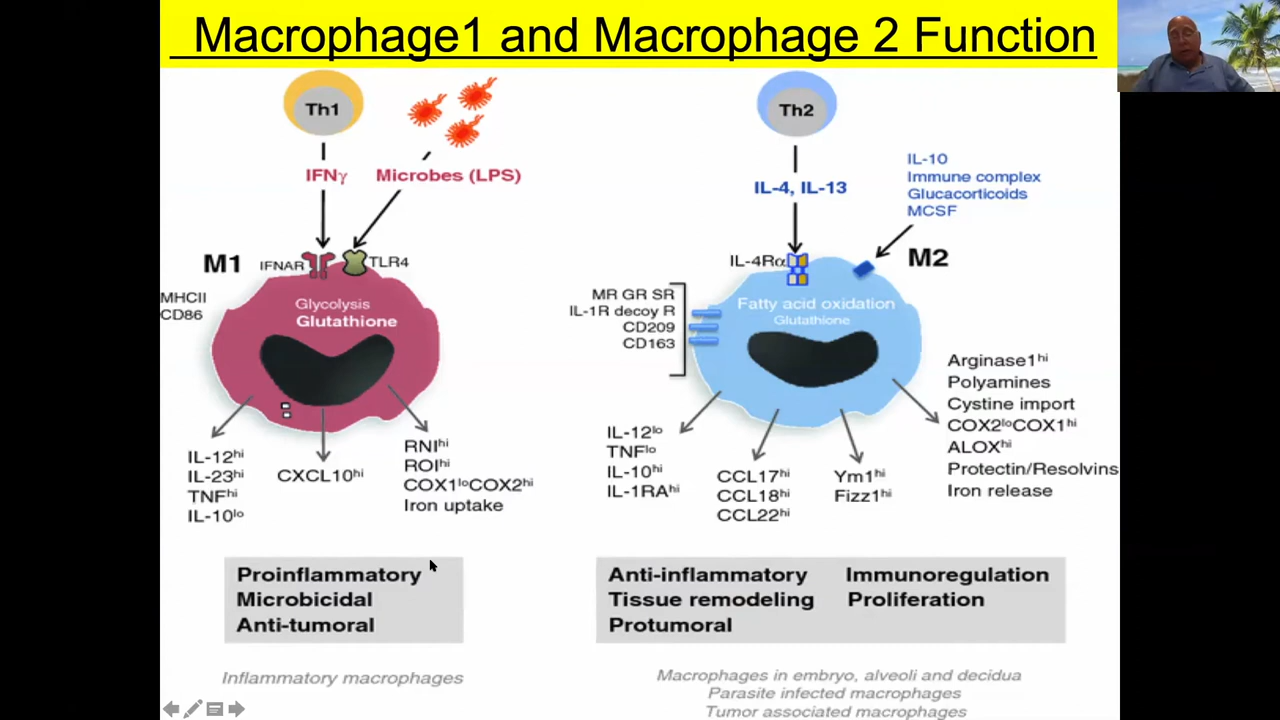 Macrophage1 and Macrophage 2 Function
Th1
IFNγ
Microbes (LPS)
M1
IFNAR
TLR4
MHCII
CD86
Glycolysis
Glutathione
IL-12hi
IL-23hi
TNFhi
IL-10lo
CXCL10hi
RNIhi
ROIhi
COX1loCOX2hi
Iron uptake
Proinflammatory
Microbicidal
Anti-tumoral
Inflammatory macrophages
Th2
IL-4, IL-13
IL-10
Immune complex
Glucacorticoids
MCSF
IL-4Rα
M2
MR GR SR
IL-1R decoy R
CD209
CD163
Fatty acid oxidation
Glutathione
IL-12lo
TNFlo
IL-10hi
IL-1RAhi
CCL17hi
CCL18hi
CCL22hi
Ym1hi
Fizz1hi
Arginase1hi
Polyamines
Cystine import
COX2loCOX1hi
ALOXhi
Protectin/Resolvins
Iron release
Anti-inflammatory Immunoregulation
Tissue remodeling Proliferation
Protumoral
Macrophages in embryo, alveoli and decidua
Parasite infected macrophages
Tumor associated macrophages